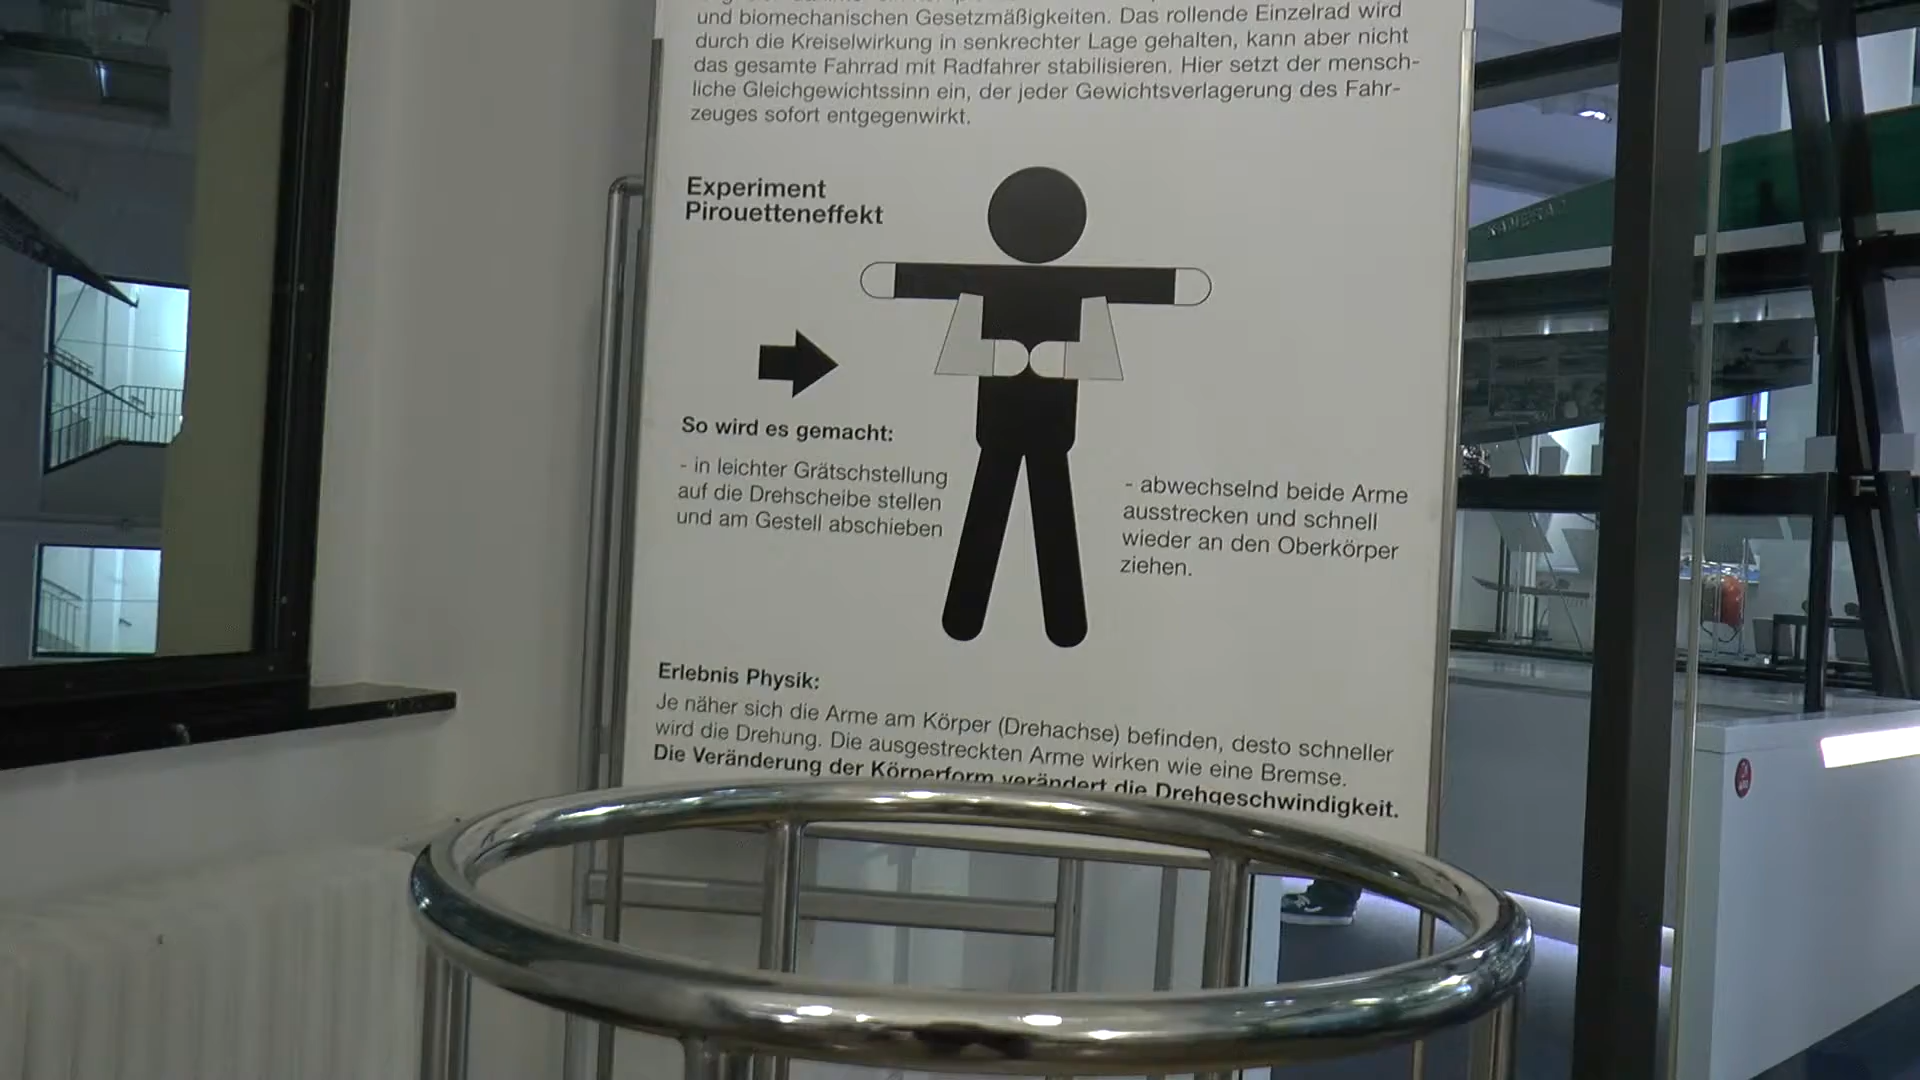 und biomechanischen Gesetzmäßigkeiten. Das rollende Einzelrad wird
durch die Kreiselwirkung in senkrechter Lage gehalten, kann aber nicht
das gesamte Fahrrad mit Radfahrer stabilisieren. Hier setzt der mensch-
liche Gleichgewichtssinn ein, der jeder Gewichtsverlagerung des Fahr-
zeuges sofort entgegenwirkt.
Experiment
Pirouetteneffekt
So wird es gemacht:
- in leichter Grätschstellung
auf die Drehscheibe stellen
und am Gestell abschieben
- abwechselnd beide Arme
ausstrecken und schnell
wieder an den Oberkörper
ziehen.
Erlebnis Physik:
Je näher sich die Arme am Körper (Drehachse) befinden, desto schneller
wird die Drehung. Die ausgestreckten Arme wirken wie eine Bremse.
Die Veränderung der Körperform verändert die Drehgeschwindigkeit.